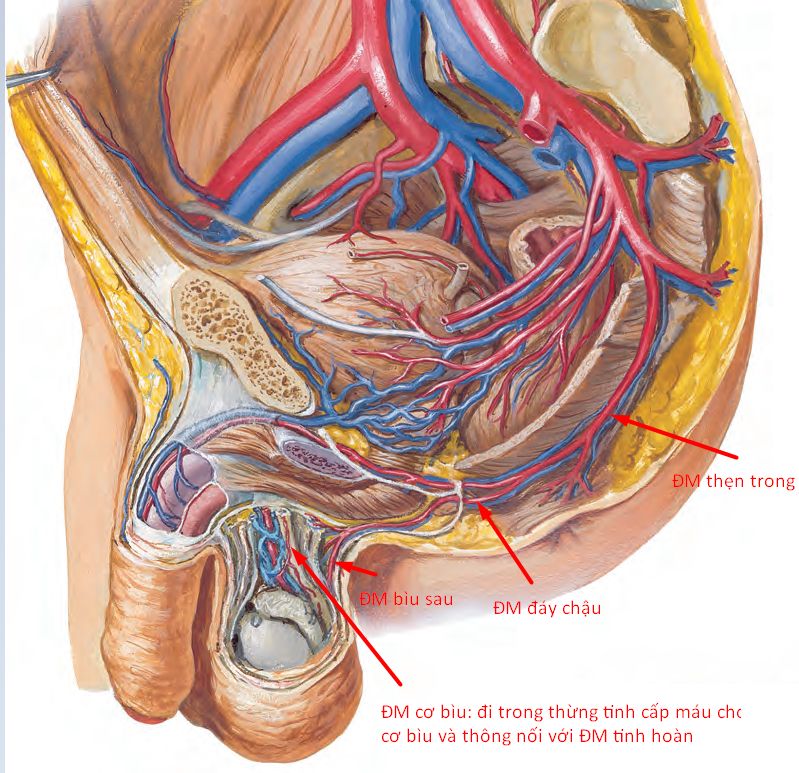 ĐM thẹn trong
ĐM bìu sau
ĐM đáy chậu
ĐM cơ bìu: đi trong thừng tinh cấp máu cho
cơ bìu và thông nối với ĐM tinh hoàn